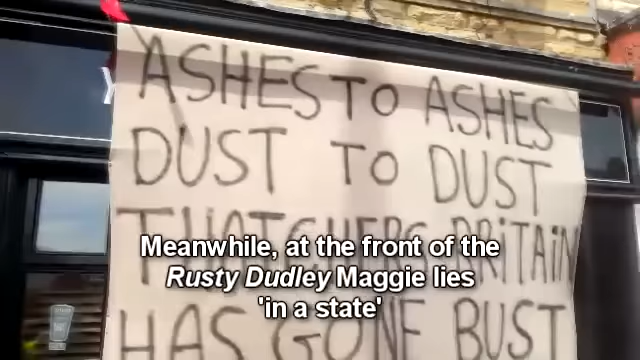 ASHES TO ASHES
DUST TO DUST
THATCHERS BRiTAiN
HAS GONE BUST
Meanwhile, at the front of the
Rusty Dudley Maggie lies
'in a state'